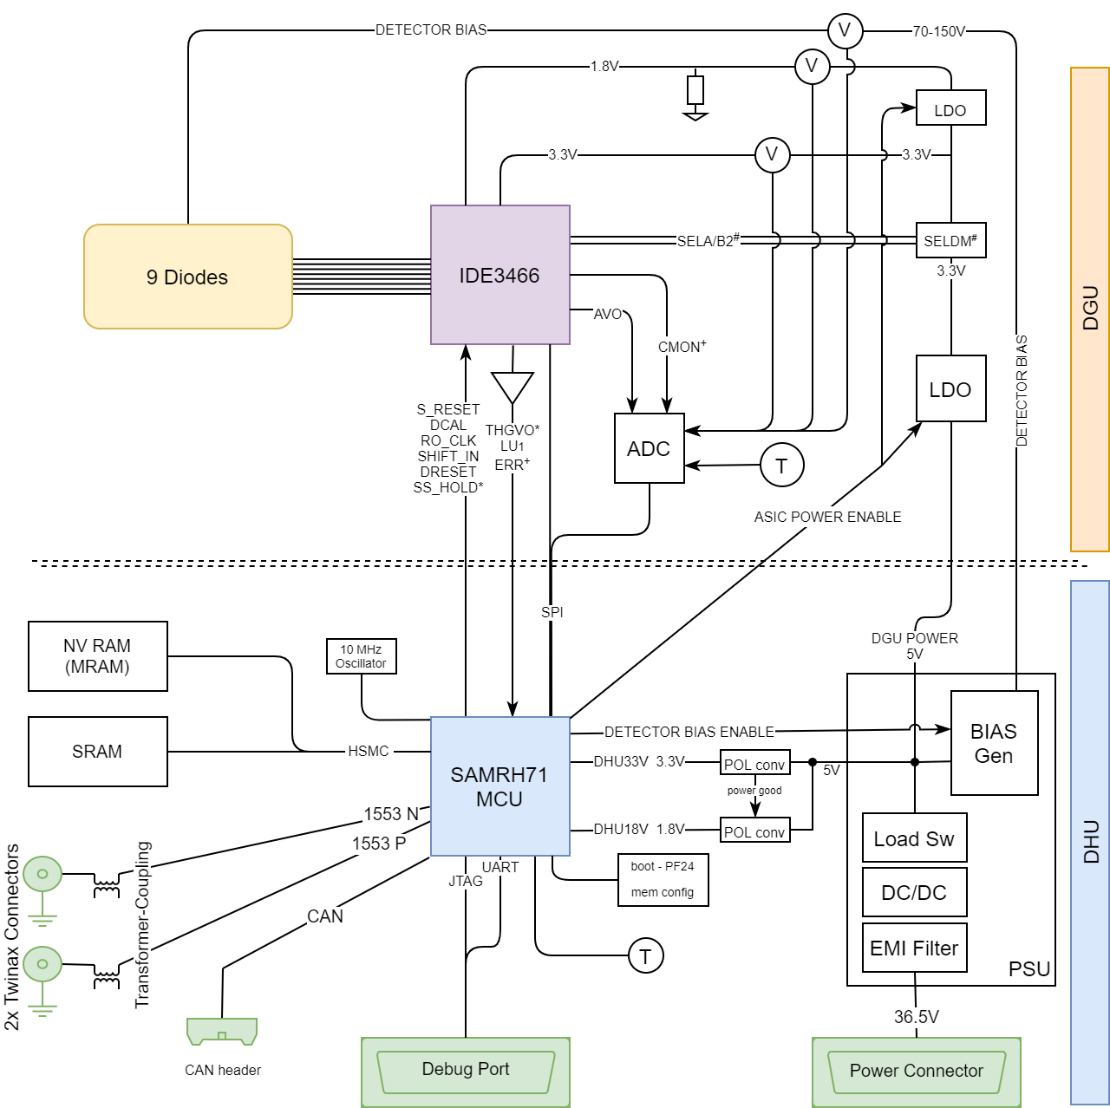 DETECTOR BIAS
V
70-150V
1.8V
V
LDO
3.3V
V
3.3V
SELA/B2#
SELDM#
3.3V
9 Diodes
IDE3466
AVO
CMON+
DGU
DETECTOR BIAS
LDO
S_RESET
DCAL
RO_CLK
SHIFT_IN
DRESET
SS_HOLD*
THGVO*
LU1
ERR+
ADC
T
ASIC POWER ENABLE
SPI
NV RAM
(MRAM)
10 MHz
Oscillator
DGU POWER
5V
SRAM
HSMC
SAMRH71
MCU
DETECTOR BIAS ENABLE
BIAS
Gen
DHU33V 3.3V
POL conv
5V
power good
DHU18V 1.8V
POL conv
Load Sw
DC/DC
EMI Filter
PSU
DHU
1553 N
1553 P
2x Twinax Connectors
Transformer-Coupling
CAN
JTAG
UART
boot - PF24
mem config
T
36.5V
CAN header
Debug Port
Power Connector